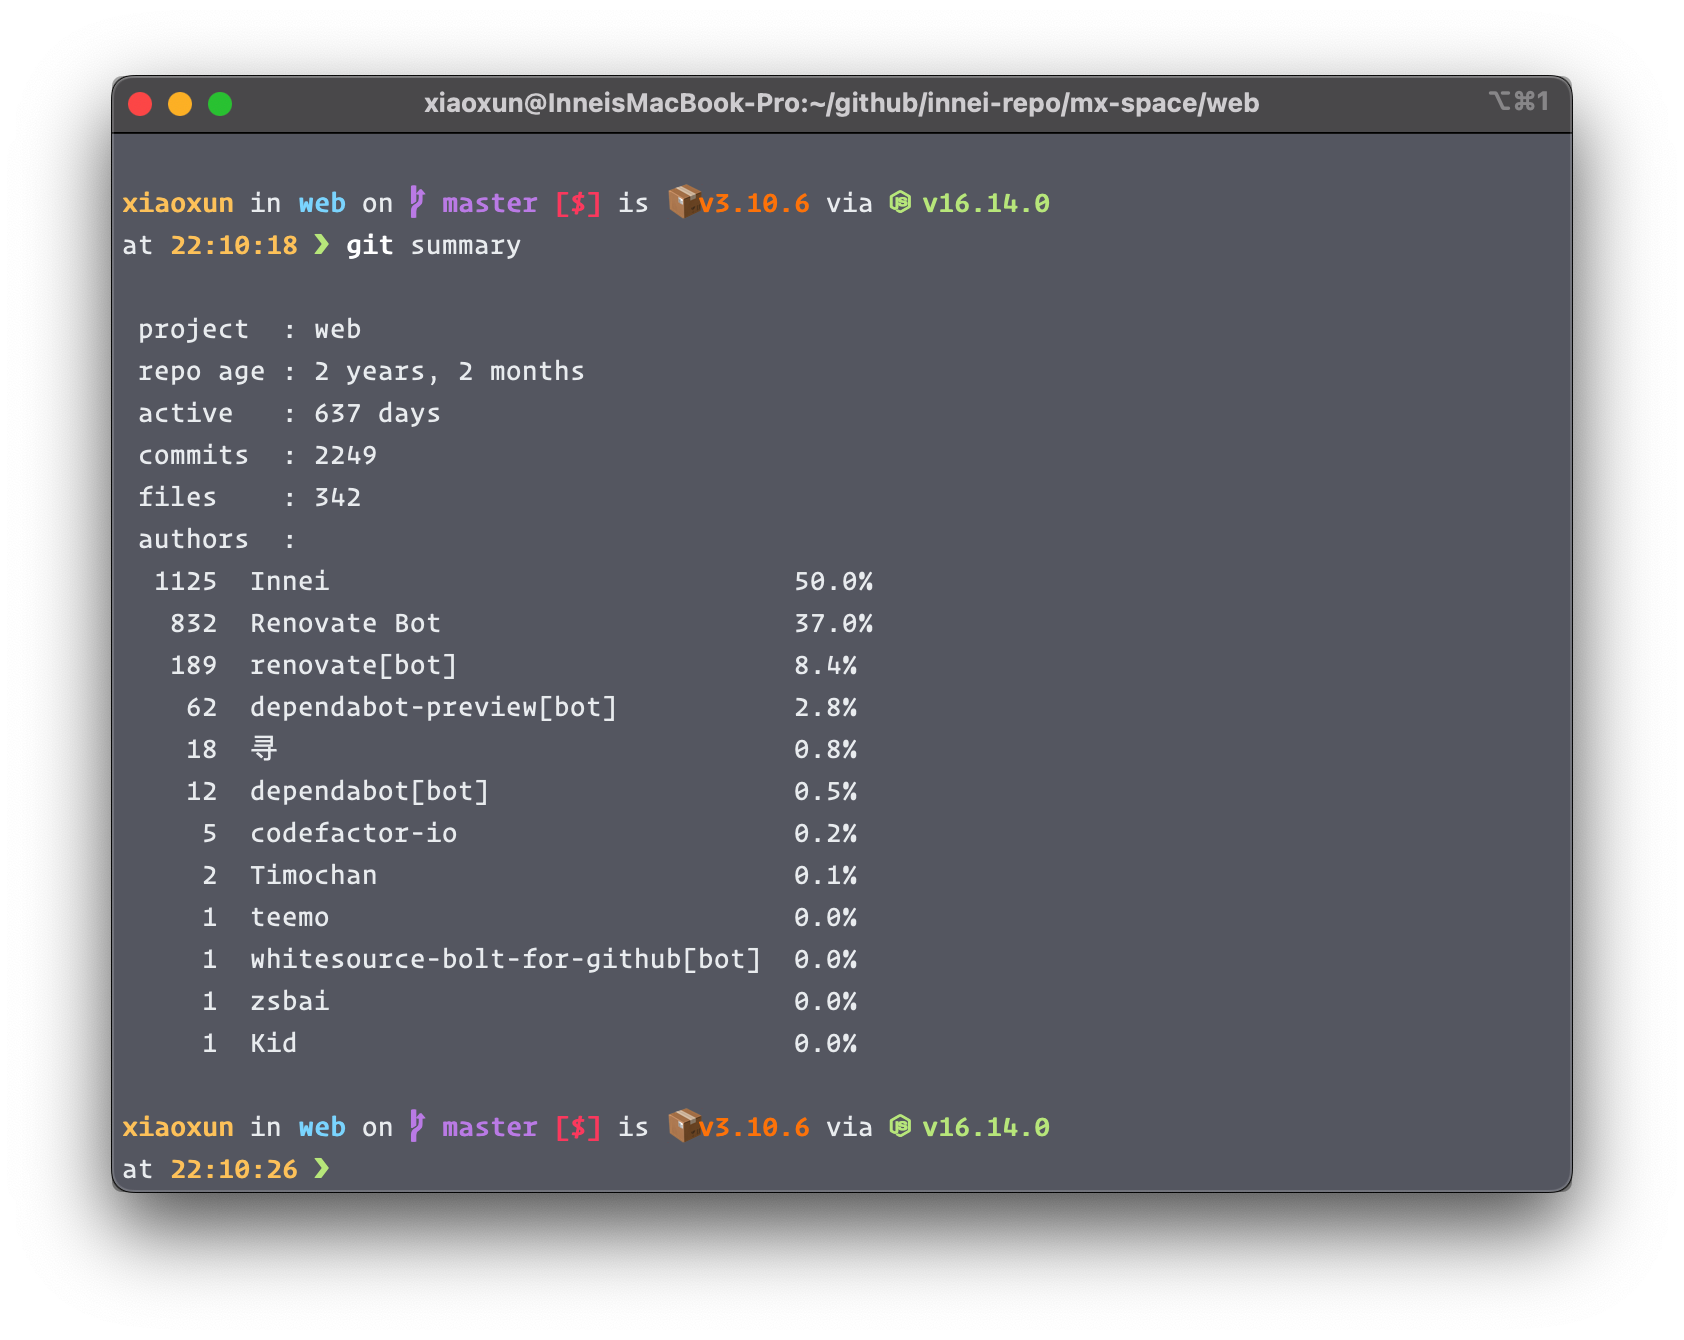 xiaoxun@InneisMacBook-Pro:~/github/innei-repo/mx-space/web ⌥⌘1
xiaoxun in web on master [$] is 📦v3.10.6 via v16.14.0
at 22:10:18 ❯ git summary
project : web
repo age : 2 years, 2 months
active : 637 days
commits : 2249
files : 342
authors :
1125 Innei 50.0%
832 Renovate Bot 37.0%
189 renovate[bot] 8.4%
62 dependabot-preview[bot] 2.8%
18 寻 0.8%
12 dependabot[bot] 0.5%
5 codefactor-io 0.2%
2 Timochan 0.1%
1 teemo 0.0%
1 whitesource-bolt-for-github[bot] 0.0%
1 zsbai 0.0%
1 Kid 0.0%
xiaoxun in web on master [$] is 📦v3.10.6 via v16.14.0
at 22:10:26 ❯